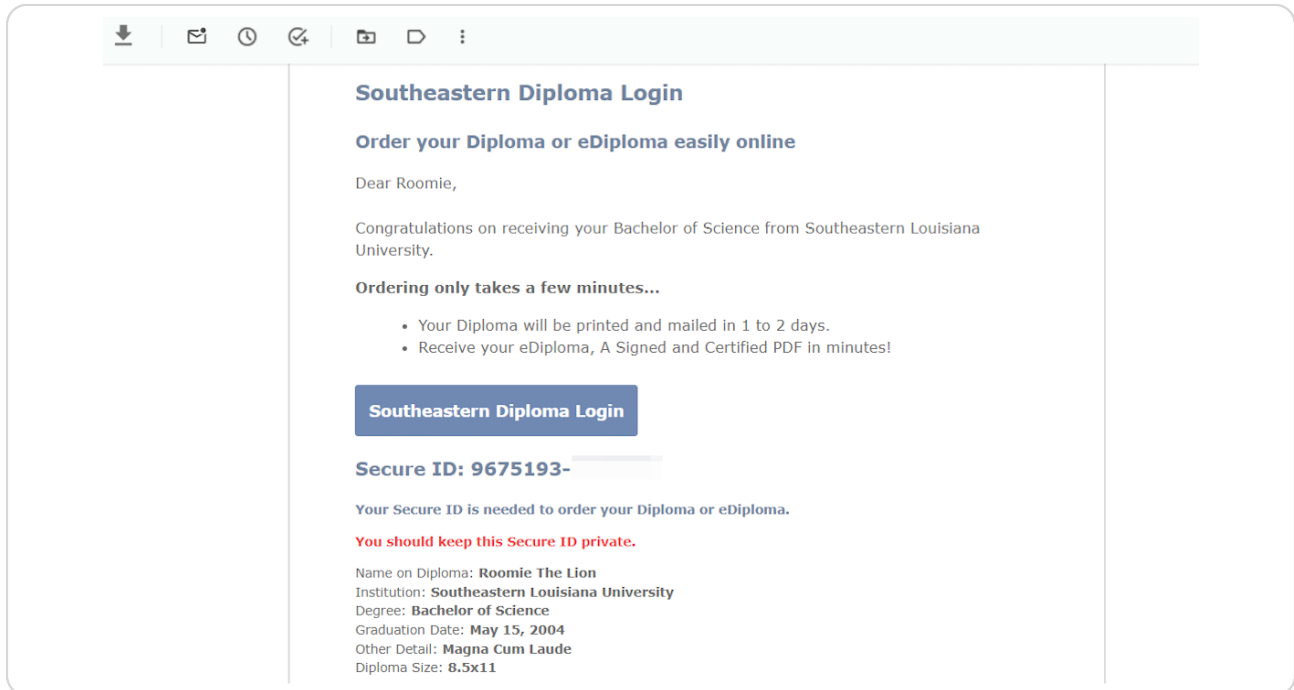 Southeastern Diploma Login
Order your Diploma or eDiploma easily online
Dear Roomie,
Congratulations on receiving your Bachelor of Science from Southeastern Louisiana
University.
Ordering only takes a few minutes...
• Your Diploma will be printed and mailed in 1 to 2 days.
• Receive your eDiploma, A Signed and Certified PDF in minutes!
Southeastern Diploma Login
Secure ID: 9675193-
Your Secure ID is needed to order your Diploma or eDiploma.
You should keep this Secure ID private.
Name on Diploma: Roomie The Lion
Institution: Southeastern Louisiana University
Degree: Bachelor of Science
Graduation Date: May 15, 2004
Other Detail: Magna Cum Laude
Diploma Size: 8.5x11